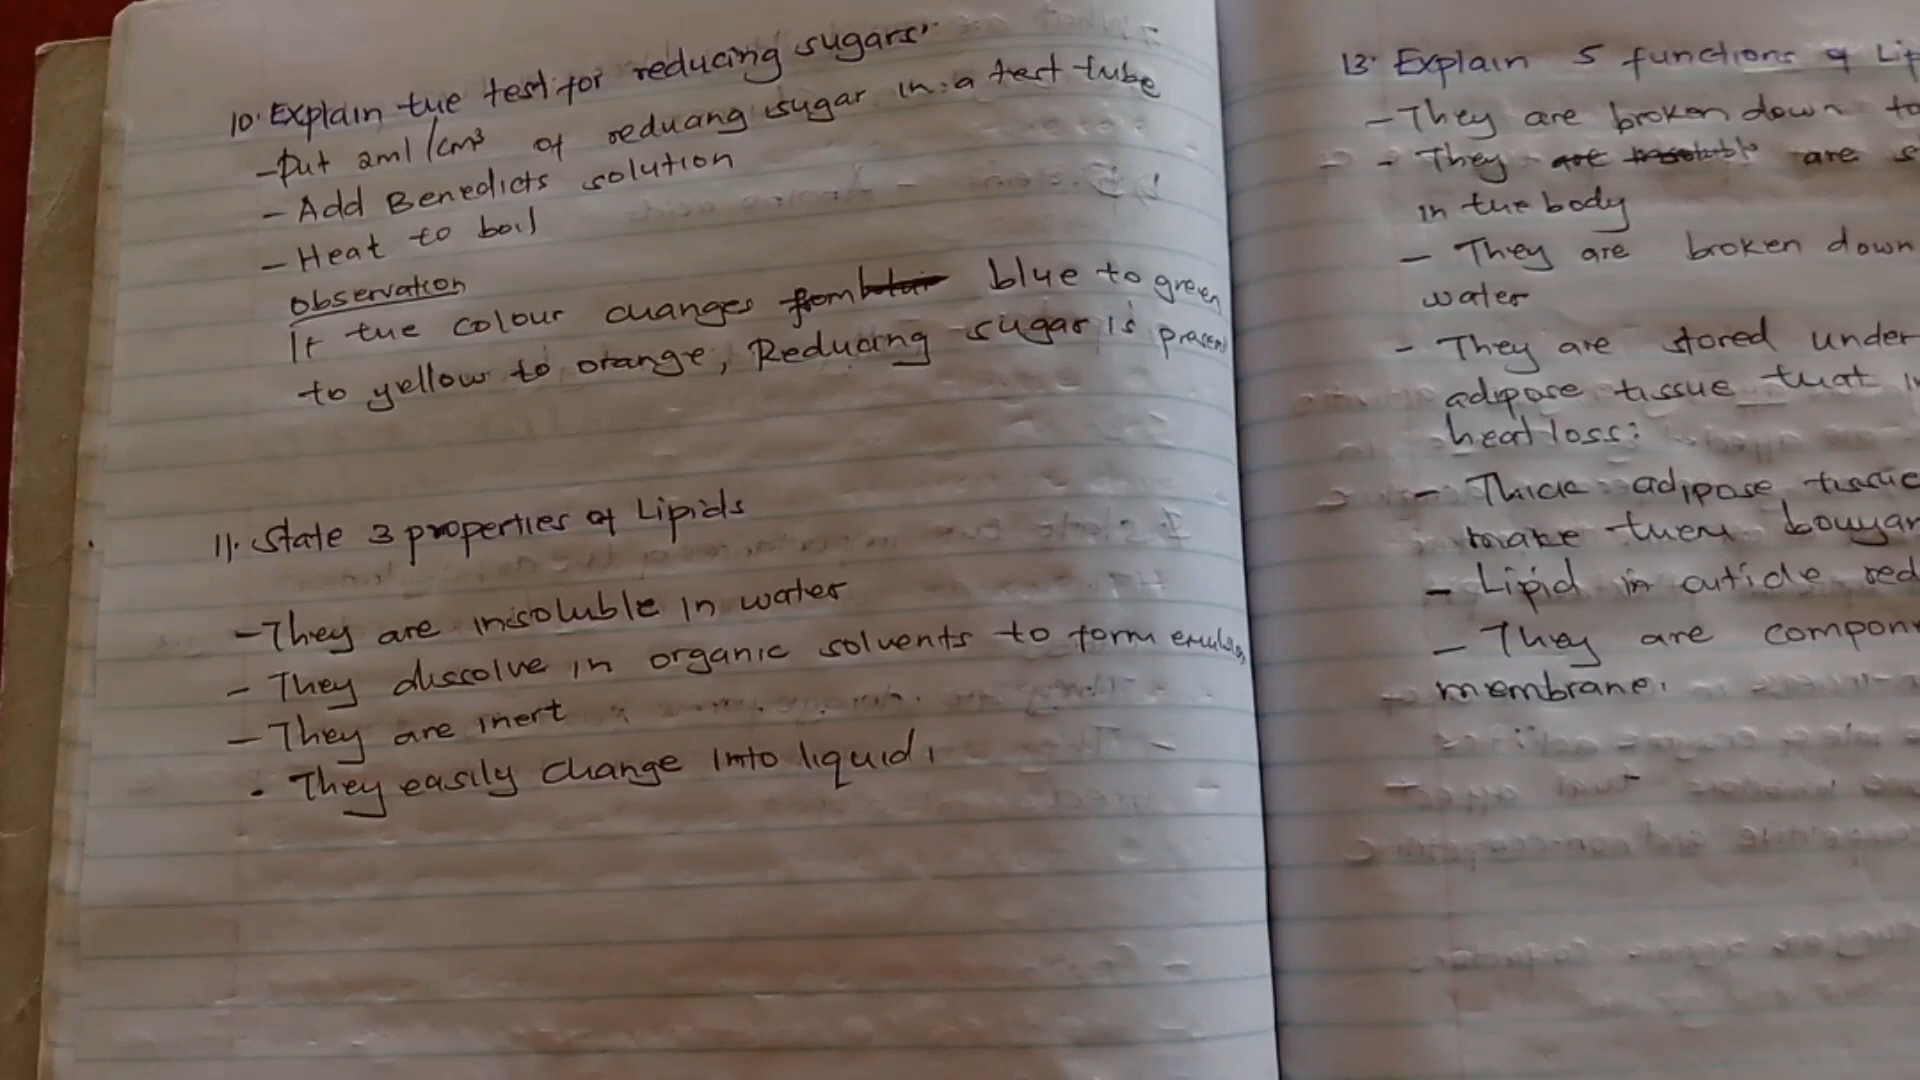 10. Explain the test for reducing sugars.
- Put 2ml/cm³ of reducing sugar in a test tube
- Add Benedicts solution
- Heat to boil
Observation
If the colour changes from blue to green
to yellow to orange, Reducing sugar is present
11. State 3 properties of Lipids
- They are insoluble in water
- They dissolve in organic solvents to form
- They are inert
• They easily change into liquid.
13. Explain 5 functions of Lip
- They are broken down to
- They are s
in the body
- They are broken down
water
- They are stored under
adipose tissue that in
heat loss:
- Thick adipose tissue
make them bouyan
- Lipid in cuticle red
- They are compon
membrane.